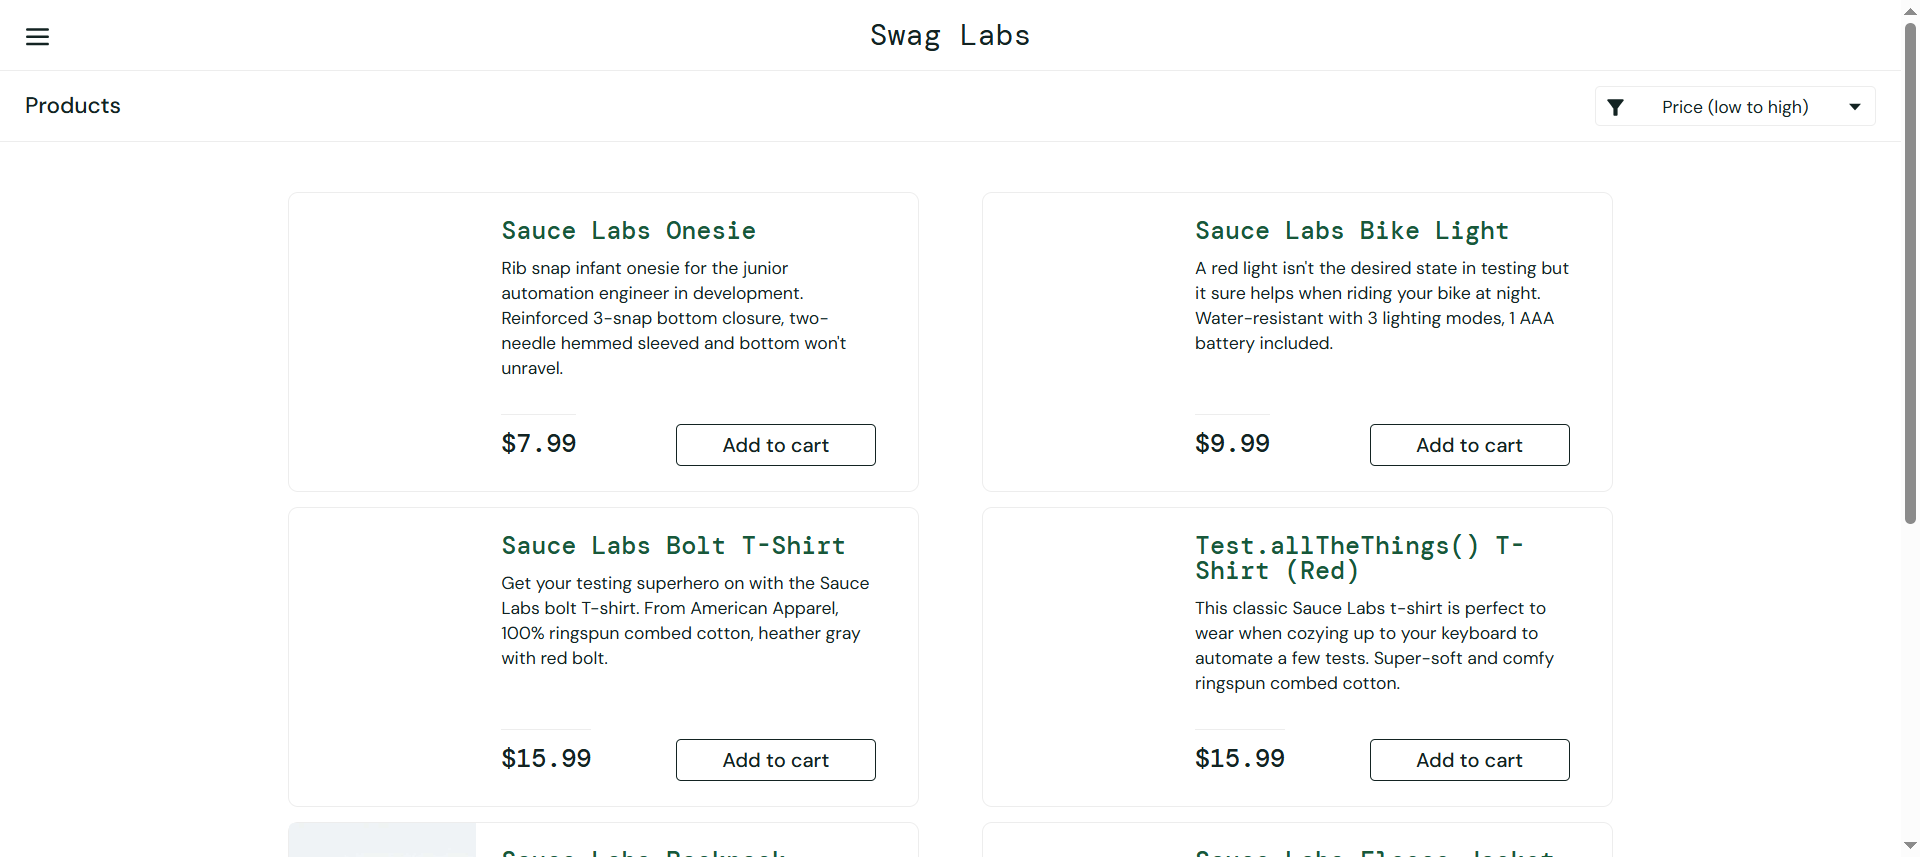 Swag Labs
Products
Price (low to high)
Sauce Labs Onesie
Rib snap infant onesie for the junior
automation engineer in development.
Reinforced 3-snap bottom closure, two-
needle hemmed sleeved and bottom won't
unravel.
$7.99
Add to cart
Sauce Labs Bike Light
A red light isn't the desired state in testing but
it sure helps when riding your bike at night.
Water-resistant with 3 lighting modes, 1 AAA
battery included.
$9.99
Add to cart
Sauce Labs Bolt T-Shirt
Get your testing superhero on with the Sauce
Labs bolt T-shirt. From American Apparel,
100% ringspun combed cotton, heather gray
with red bolt.
$15.99
Add to cart
Test.allTheThings() T-
Shirt (Red)
This classic Sauce Labs t-shirt is perfect to
wear when cozying up to your keyboard to
automate a few tests. Super-soft and comfy
ringspun combed cotton.
$15.99
Add to cart
Sauce Labs Backpack
Sauce Labs Fleece Jacket